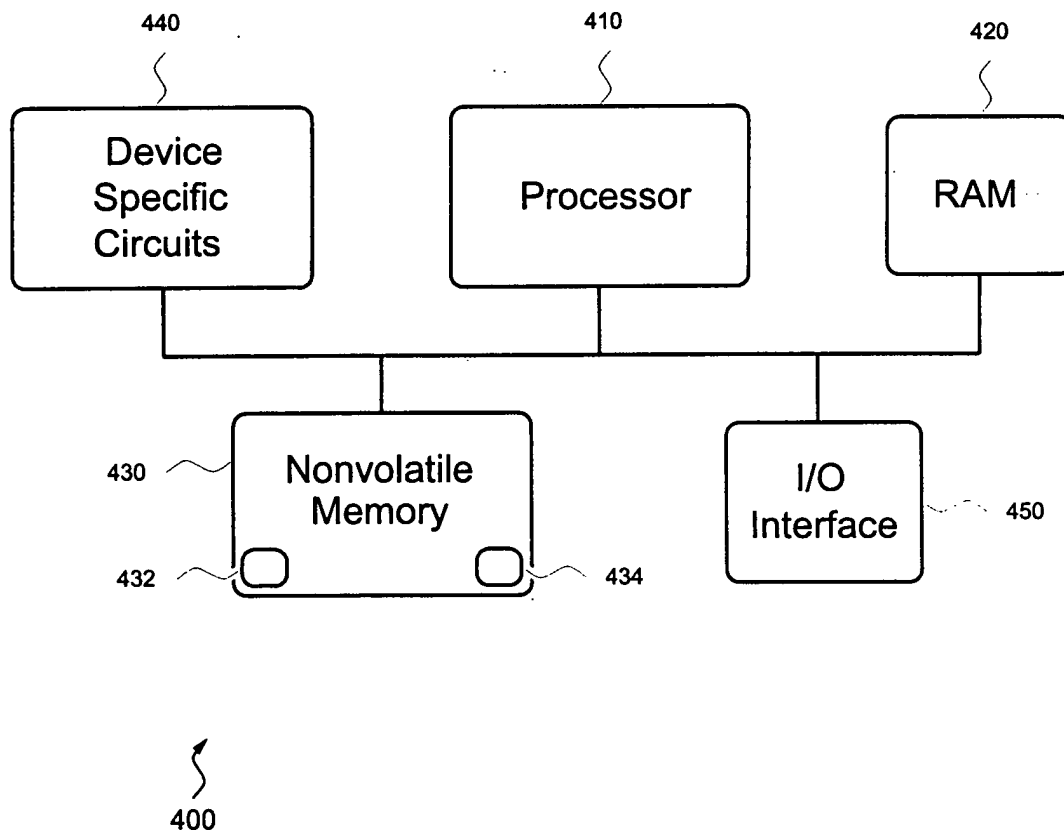 440
410
420
Device
Specific
Circuits
Processor
RAM
430
Nonvolatile
Memory
I/O
Interface
450
432
434
400